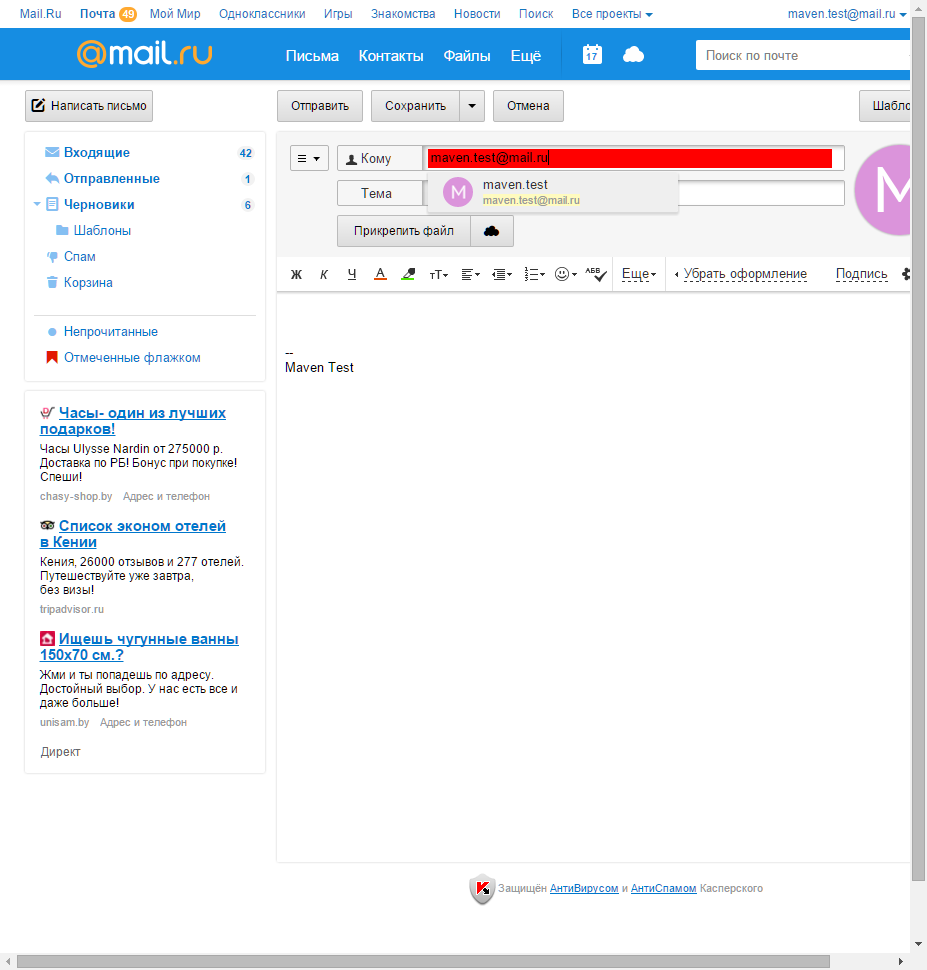 Mail.Ru Почта 49 Мой Мир Одноклассники Игры Знакомства Новости Поиск Все проекты maven.test@mail.ru
@mail.ru Письма Контакты Файлы Ещё 17 Поиск по почте
Написать письмо Отправить Сохранить Отмена Шабло
Входящие 42
Отправленные 1
Черновики 6
Шаблоны
Спам
Корзина
Непрочитанные
Отмеченные флажком
Часы- один из лучших
подарков!
Часы Ulysse Nardin от 275000 р.
Доставка по РБ! Бонус при покупке!
Спеши!
chasy-shop.by Адрес и телефон
Список эконом отелей
в Кении
Кения, 26000 отзывов и 277 отелей.
Путешествуйте уже завтра,
без визы!
tripadvisor.ru
Ищешь чугунные ванны
150х70 см.?
Жми и ты попадешь по адресу.
Достойный выбор. У нас есть все и
даже больше!
unisam.by Адрес и телефон
Директ
Кому maven.test@mail.ru
Тема
M maven.test
maven.test@mail.ru
M
Прикрепить файл
Ж К Ч А тТ АБВ Еще Убрать оформление Подпись
--
Maven Test
Защищён АнтиВирусом и АнтиСпамом Касперского